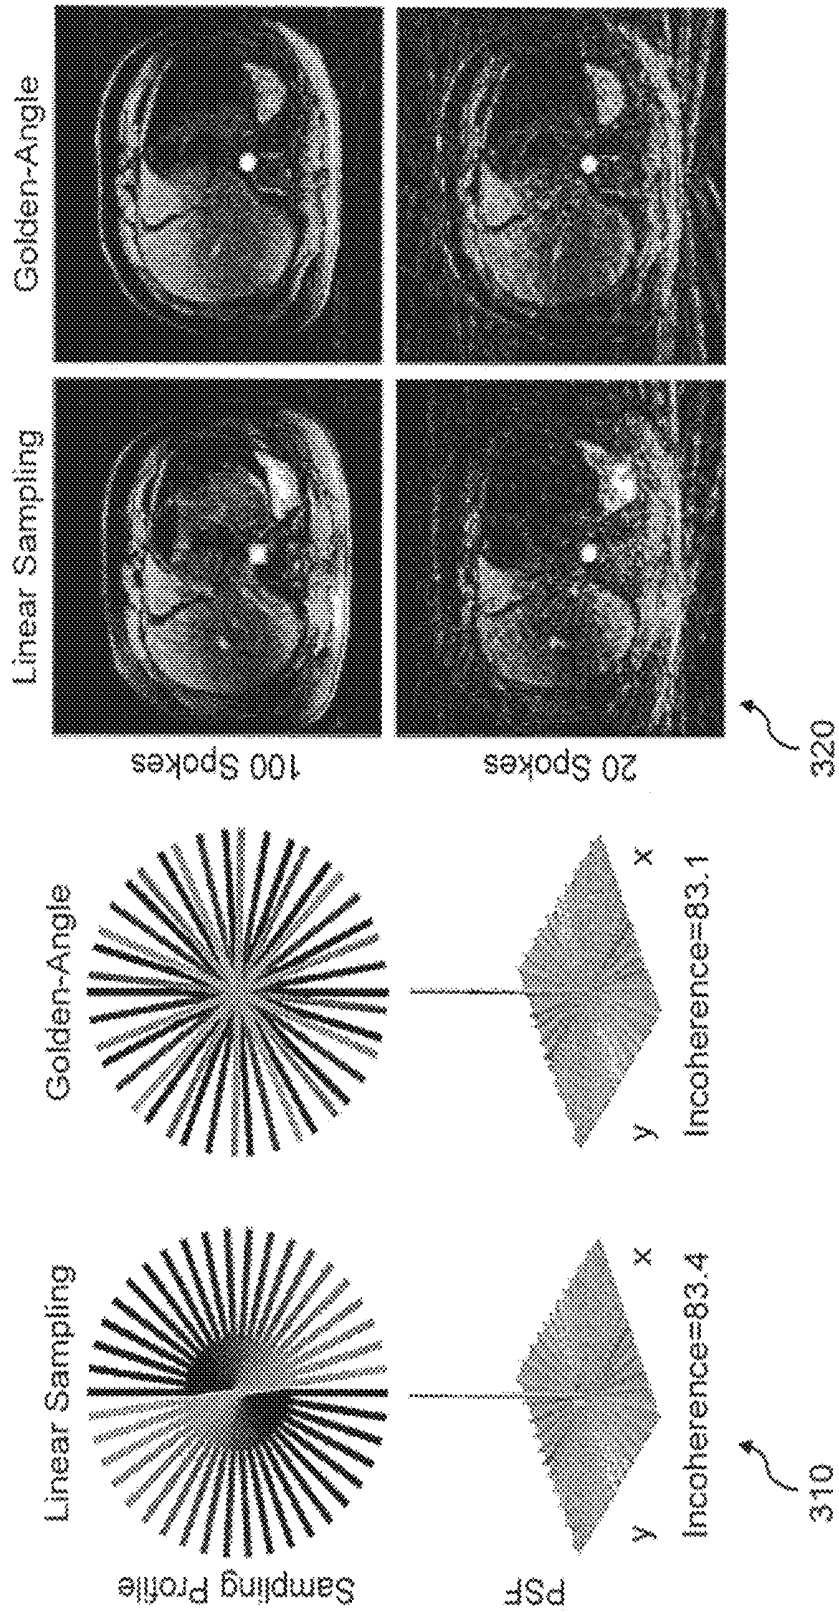 Linear Sampling
Golden-Angle
Sampling Profile
PSF
y
x
Incoherence=83.4
y
x
Incoherence=83.1
310
Linear Sampling
Golden-Angle
100 Spokes
20 Spokes
320